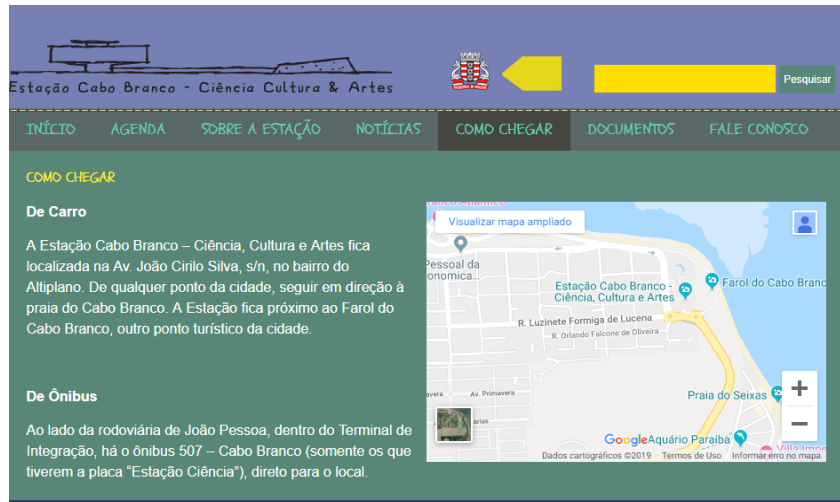 Estação Cabo Branco - Ciência Cultura & Artes
Pesquisar
INÍCIO AGENDA SOBRE A ESTAÇÃO NOTÍCIAS COMO CHEGAR DOCUMENTOS FALE CONOSCO
COMO CHEGAR
De Carro
A Estação Cabo Branco – Ciência, Cultura e Artes fica
localizada na Av. João Cirilo Silva, s/n, no bairro do
Altiplano. De qualquer ponto da cidade, seguir em direção à
praia do Cabo Branco. A Estação fica próximo ao Farol do
Cabo Branco, outro ponto turístico da cidade.
De Ônibus
Ao lado da rodoviária de João Pessoa, dentro do Terminal de
Integração, há o ônibus 507 – Cabo Branco (somente os que
tiverem a placa “Estação Ciência”), direto para o local.
Visualizar mapa ampliado
Pessoal da
onomica...
Estação Cabo Branco -
Ciência, Cultura e Artes
Farol do Cabo Branc
R. Luzinete Formiga de Lucena
R. Orlando Falcone de Oliveira
Av. Primavera
Praia do Seixas
Google
Aquário Paraíba
Dados cartográficos ©2019 Termos de Uso Informar erro no mapa